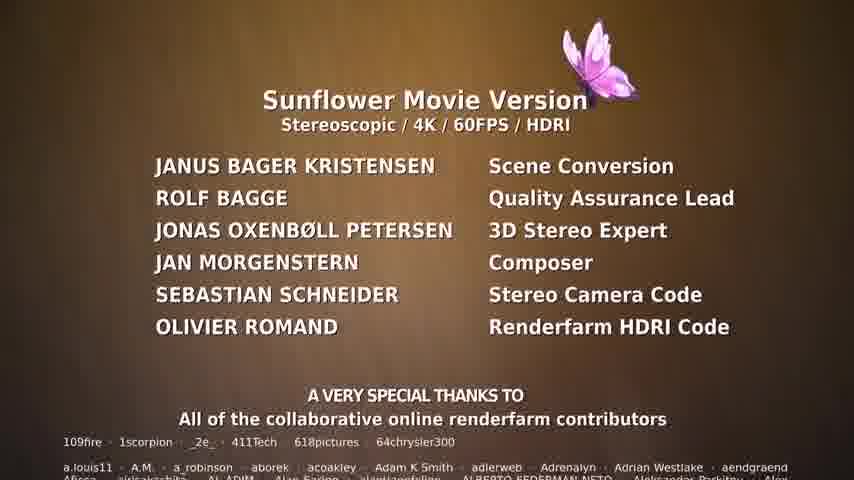 Sunflower Movie Version
Stereoscopic / 4K / 60FPS / HDRI
JANUS BAGER KRISTENSEN Scene Conversion
ROLF BAGGE Quality Assurance Lead
JONAS OXENBØLL PETERSEN 3D Stereo Expert
JAN MORGENSTERN Composer
SEBASTIAN SCHNEIDER Stereo Camera Code
OLIVIER ROMAND Renderfarm HDRI Code
A VERY SPECIAL THANKS TO
All of the collaborative online renderfarm contributors
109fire · 1scorpion · _2e_ · 411Tech · 618pictures · 64chrysler300
a.louis11 · A.M. · a_robinson · aborek · acoakley · Adam K Smith · adlerweb · Adrenalyn · Adrian Westlake · aendgraend